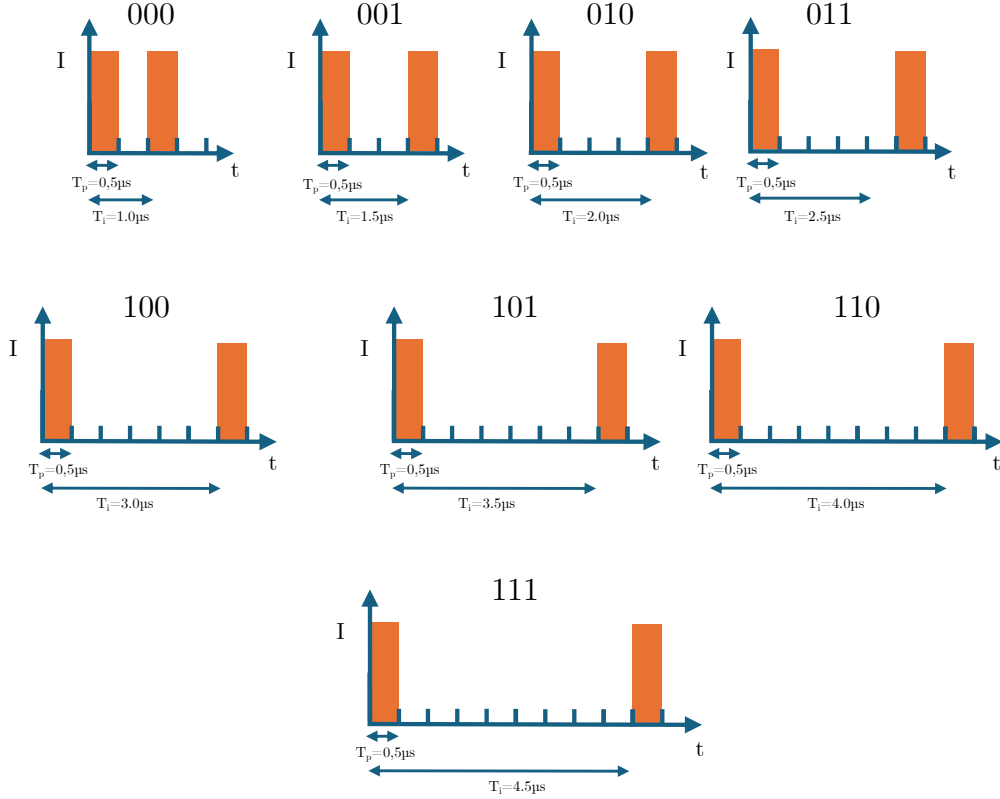 000
001
010
011
I
I
I
I
t
t
t
t
Tₚ=0,5µs
Tₚ=0,5µs
Tₚ=0,5µs
Tₚ=0,5µs
Tᵢ=1.0µs
Tᵢ=1.5µs
Tᵢ=2.0µs
Tᵢ=2.5µs
100
101
110
I
I
I
t
t
t
Tₚ=0,5µs
Tₚ=0,5µs
Tₚ=0,5µs
Tᵢ=3.0µs
Tᵢ=3.5µs
Tᵢ=4.0µs
111
I
t
Tₚ=0,5µs
Tᵢ=4.5µs